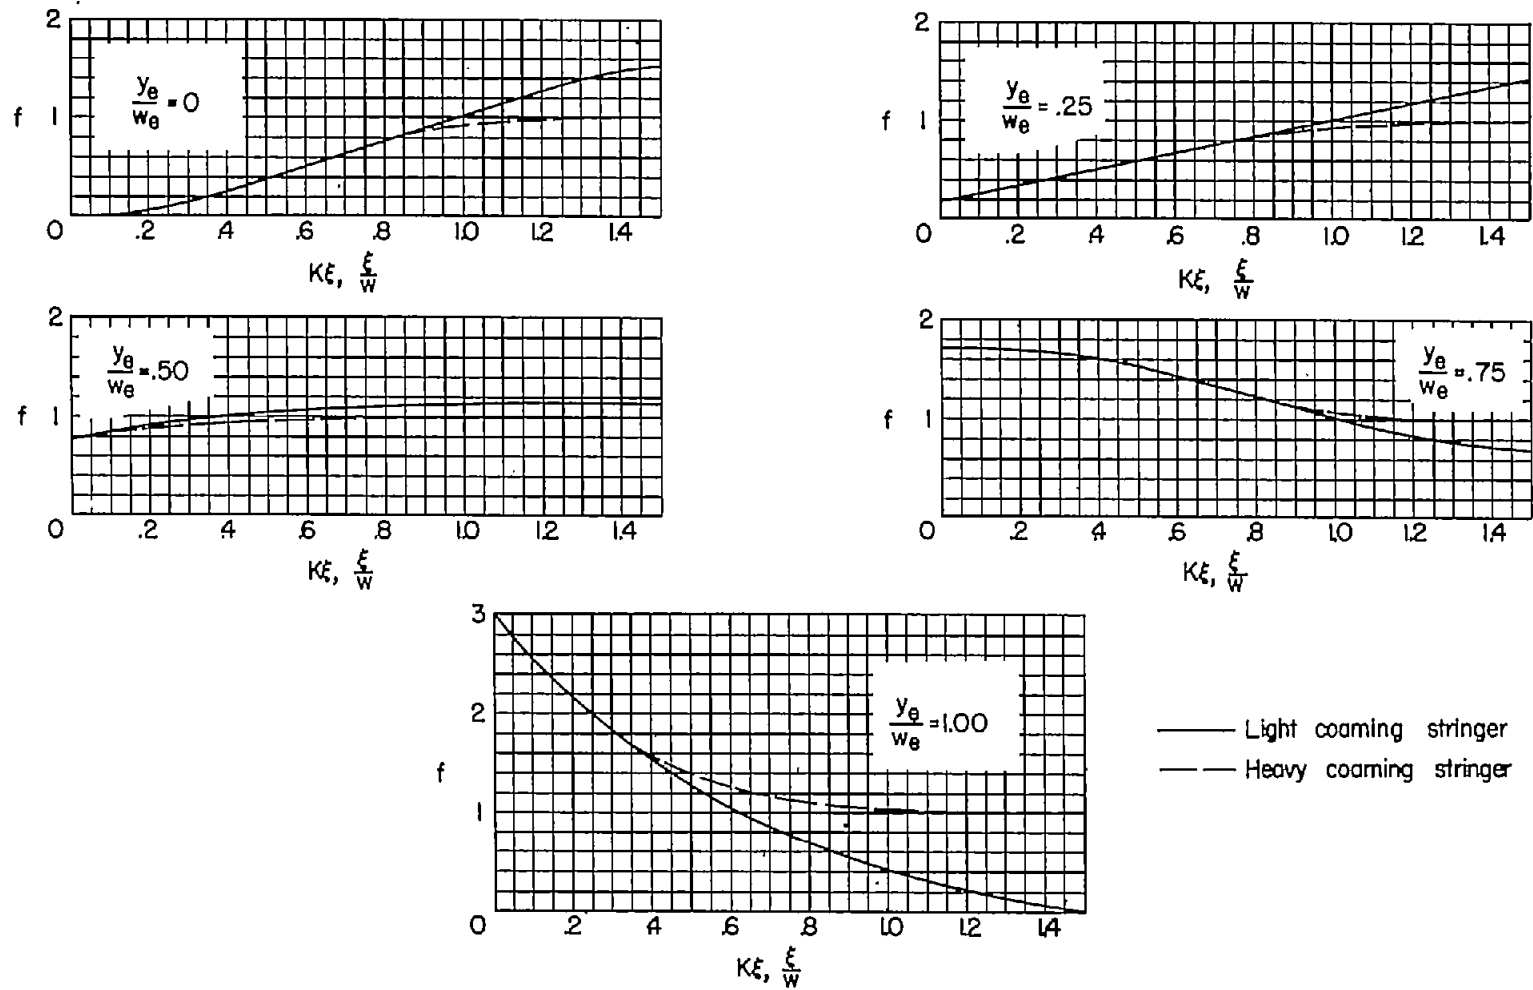 2
y_e/w_e = 0
f 1
0 .2 .4 .6 .8 1.0 1.2 1.4
Kξ, ξ/w
2
y_e/w_e = .25
f 1
0 .2 .4 .6 .8 1.0 1.2 1.4
Kξ, ξ/w
2
y_e/w_e = .50
f 1
0 .2 .4 .6 .8 1.0 1.2 1.4
Kξ, ξ/w
2
y_e/w_e = .75
f 1
0 .2 .4 .6 .8 1.0 1.2 1.4
Kξ, ξ/w
3
2
y_e/w_e = 1.00
f
1
0 .2 .4 .6 .8 1.0 1.2 1.4
Kξ, ξ/w
Light coaming stringer
Heavy coaming stringer